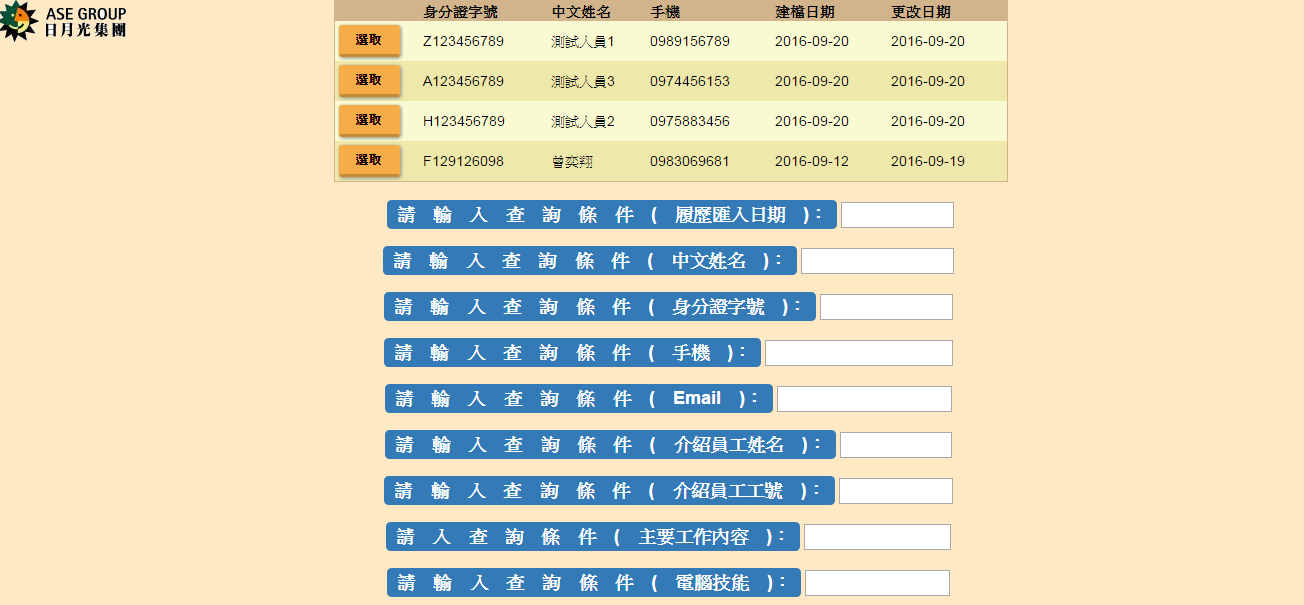 ASE GROUP
日月光集團
身分證字號 中文姓名 手機 建檔日期 更改日期
選取 Z123456789 測試人員1 0989156789 2016-09-20 2016-09-20
選取 A123456789 測試人員3 0974456153 2016-09-20 2016-09-20
選取 H123456789 測試人員2 0975883456 2016-09-20 2016-09-20
選取 F129126098 曾奕翔 0983069681 2016-09-12 2016-09-19
請 輸 入 查 詢 條 件 ( 履歷匯入日期 ) :
請 輸 入 查 詢 條 件 ( 中文姓名 ) :
請 輸 入 查 詢 條 件 ( 身分證字號 ) :
請 輸 入 查 詢 條 件 ( 手機 ) :
請 輸 入 查 詢 條 件 ( Email ) :
請 輸 入 查 詢 條 件 ( 介紹員工姓名 ) :
請 輸 入 查 詢 條 件 ( 介紹員工工號 ) :
請 入 查 詢 條 件 ( 主要工作內容 ) :
請 輸 入 查 詢 條 件 ( 電腦技能 ) :